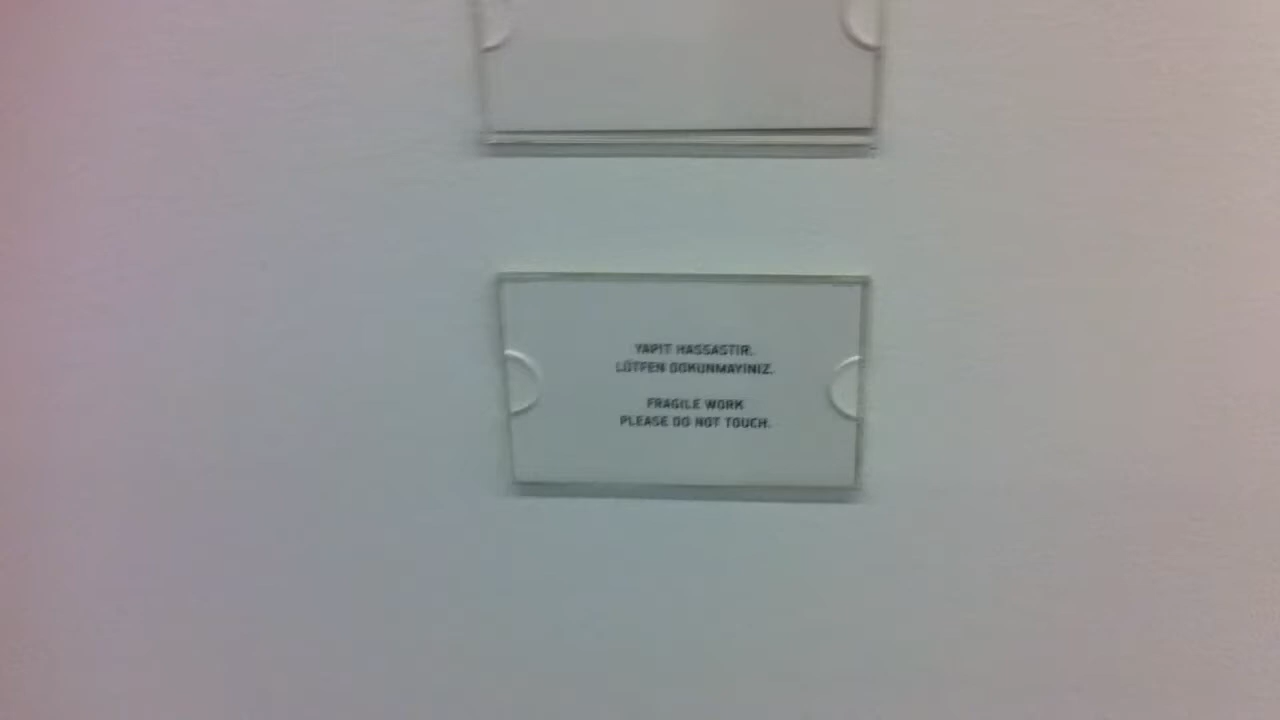 YAPIT HASSASTIR.
LÜTFEN DOKUNMAYINIZ.
FRAGILE WORK
PLEASE DO NOT TOUCH.